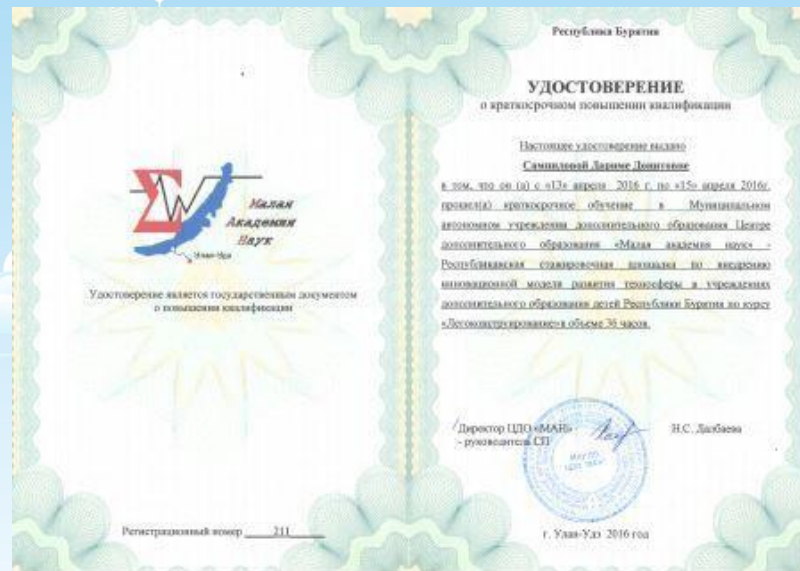 Малая
Академия
Наук
Улан-Удэ
Удостоверение является государственным документом
о повышении квалификации
Регистрационный номер 211
Республика Бурятия
УДОСТОВЕРЕНИЕ
о краткосрочном повышении квалификации
Настоящее удостоверение выдано
Сампиловой Дариме
в том, что он (а) с «13» апреля 2016 г. по «15» апреля 2016г.
прошел(а) краткосрочное обучение в Муниципальном
автономном учреждении дополнительного образования Центре
дополнительного образования «Малая академия наук» -
Республиканская стажировочная площадка по внедрению
инновационной модели развития техносферы в учреждениях
дополнительного образования детей Республики Бурятия по курсу
«Легоконструирование» в объеме 36 часов.
Директор ЦДО «МАН» -
- руководитель СП
Н.С. Далбаева
г. Улан-Удэ 2016 год